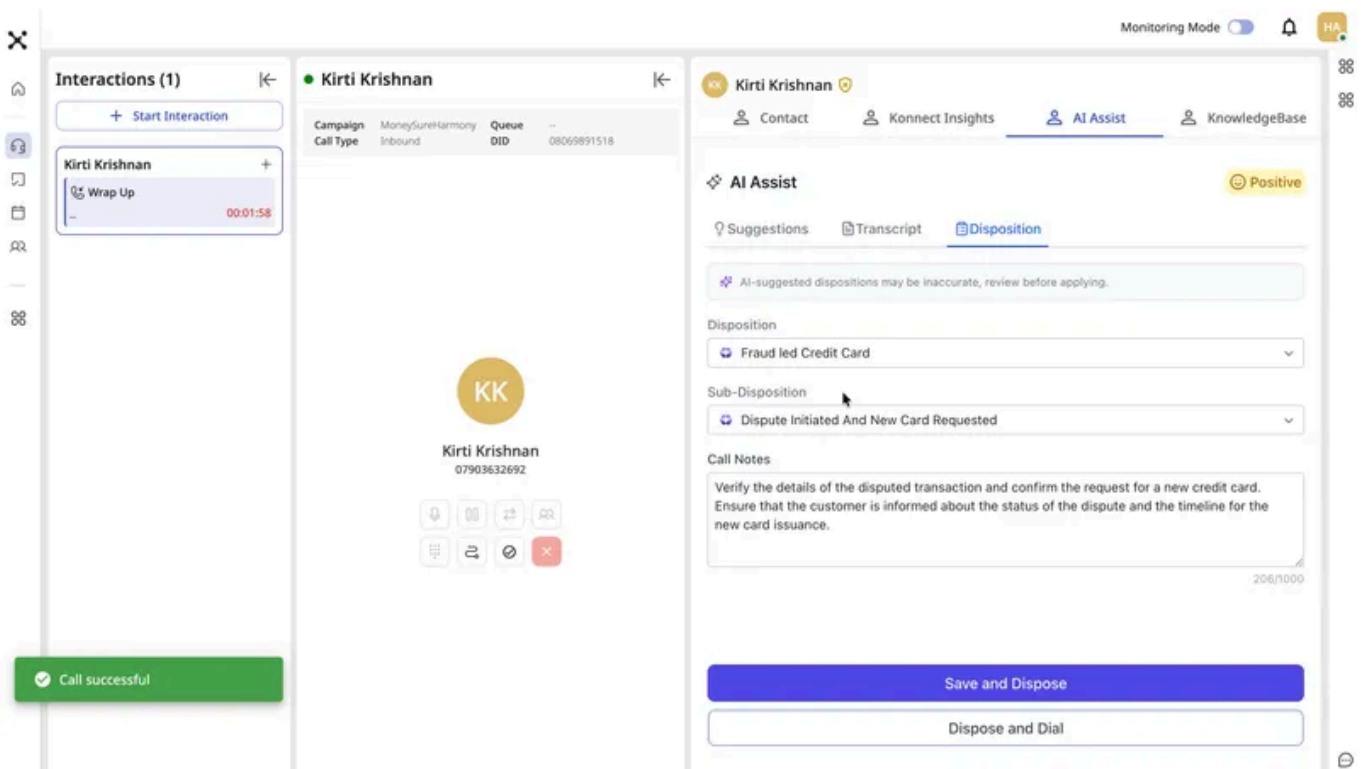 Monitoring Mode
HA
Interactions (1)
+ Start Interaction
Kirti Krishnan +
Wrap Up
-- 00:01:58
Kirti Krishnan
Campaign MoneySureHarmony Queue --
Call Type Inbound DID 08069891518
KK
Kirti Krishnan
07903632692
KK Kirti Krishnan
Contact Konnect Insights AI Assist KnowledgeBase
AI Assist Positive
Suggestions Transcript Disposition
AI-suggested dispositions may be inaccurate, review before applying.
Disposition
Fraud led Credit Card
Sub-Disposition
Dispute Initiated And New Card Requested
Call Notes
Verify the details of the disputed transaction and confirm the request for a new credit card.
Ensure that the customer is informed about the status of the dispute and the timeline for the
new card issuance.
206/1000
Save and Dispose
Dispose and Dial
Call successful